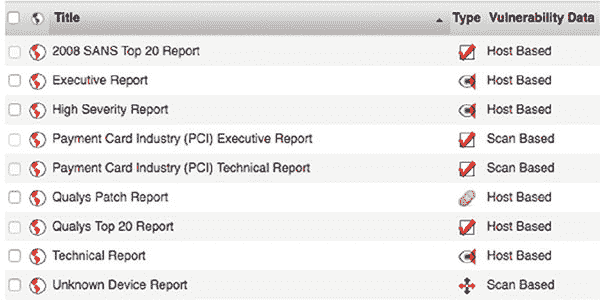 Title Type Vulnerability Data
2008 SANS Top 20 Report Host Based
Executive Report Host Based
High Severity Report Host Based
Payment Card Industry (PCI) Executive Report Scan Based
Payment Card Industry (PCI) Technical Report Scan Based
Qualys Patch Report Host Based
Qualys Top 20 Report Host Based
Technical Report Host Based
Unknown Device Report Scan Based